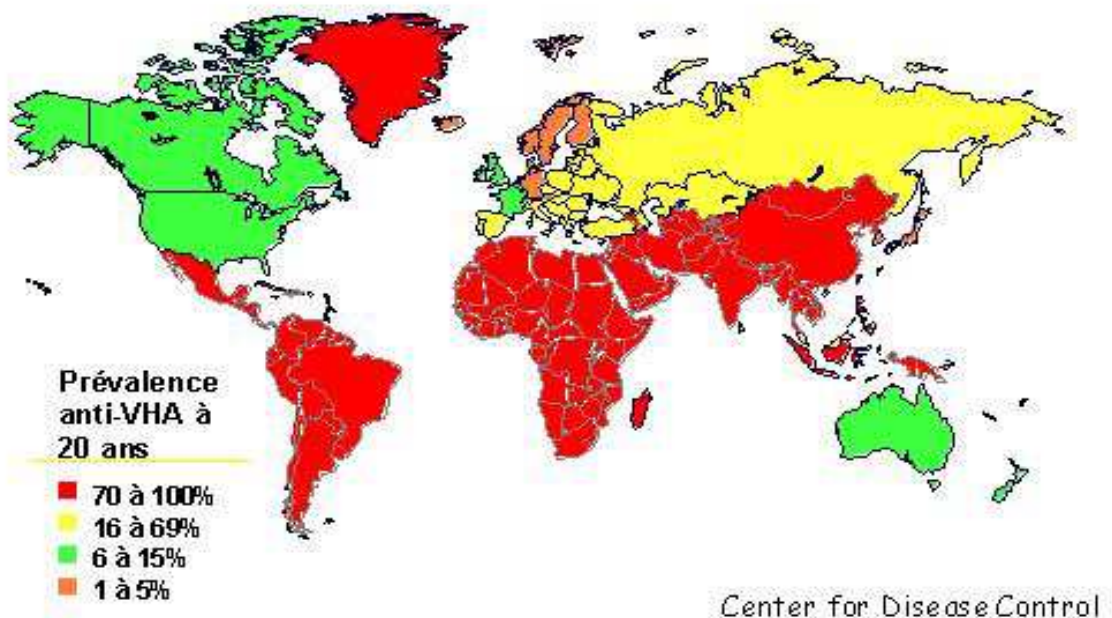 Prévalence
anti-VHA à
20 ans
70 à 100%
16 à 69%
6 à 15%
1 à 5%
Center for Disease Control